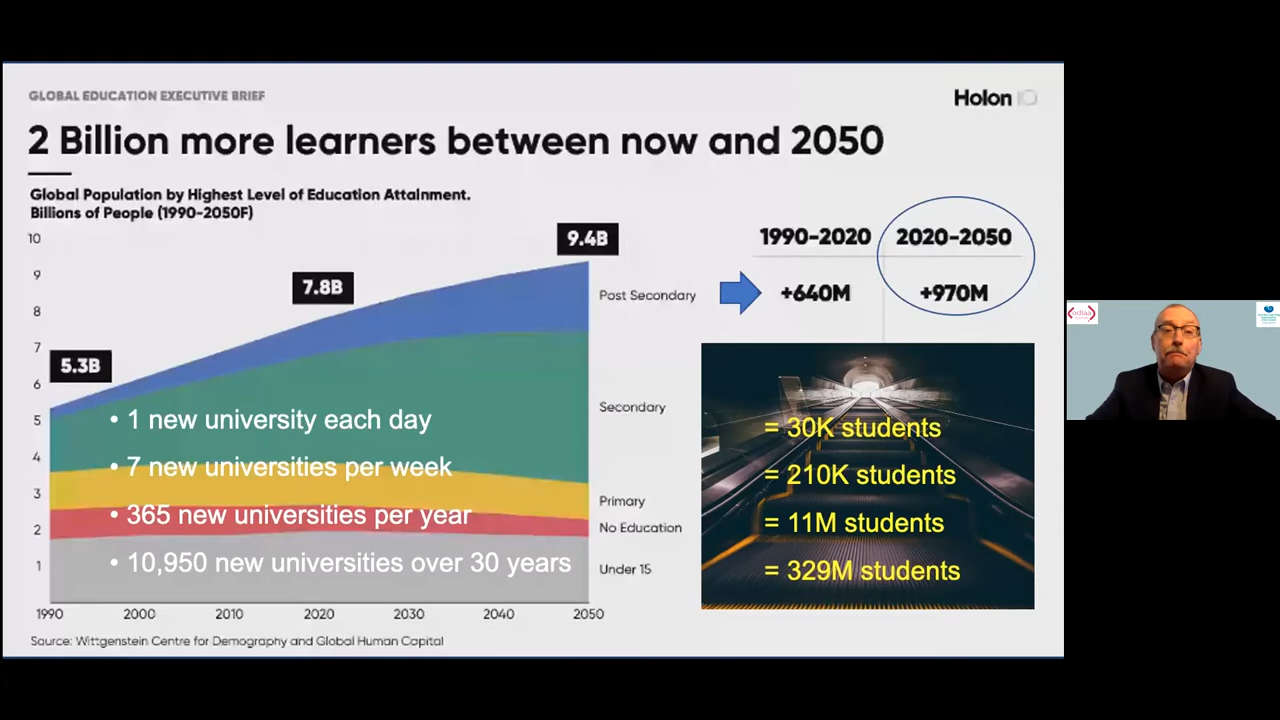 GLOBAL EDUCATION EXECUTIVE BRIEF
Holon IQ
2 Billion more learners between now and 2050
Global Population by Highest Level of Education Attainment.
Billions of People (1990-2050F)
10
9
8
7
6
5
4
3
2
1
5.3B
7.8B
9.4B
1990
2000
2010
2020
2030
2040
2050
Post Secondary
Secondary
Primary
No Education
Under 15
1990-2020
2020-2050
+640M
+970M
• 1 new university each day
• 7 new universities per week
• 365 new universities per year
• 10,950 new universities over 30 years
= 30K students
= 210K students
= 11M students
= 329M students
Source: Wittgenstein Centre for Demography and Global Human Capital
odlaa